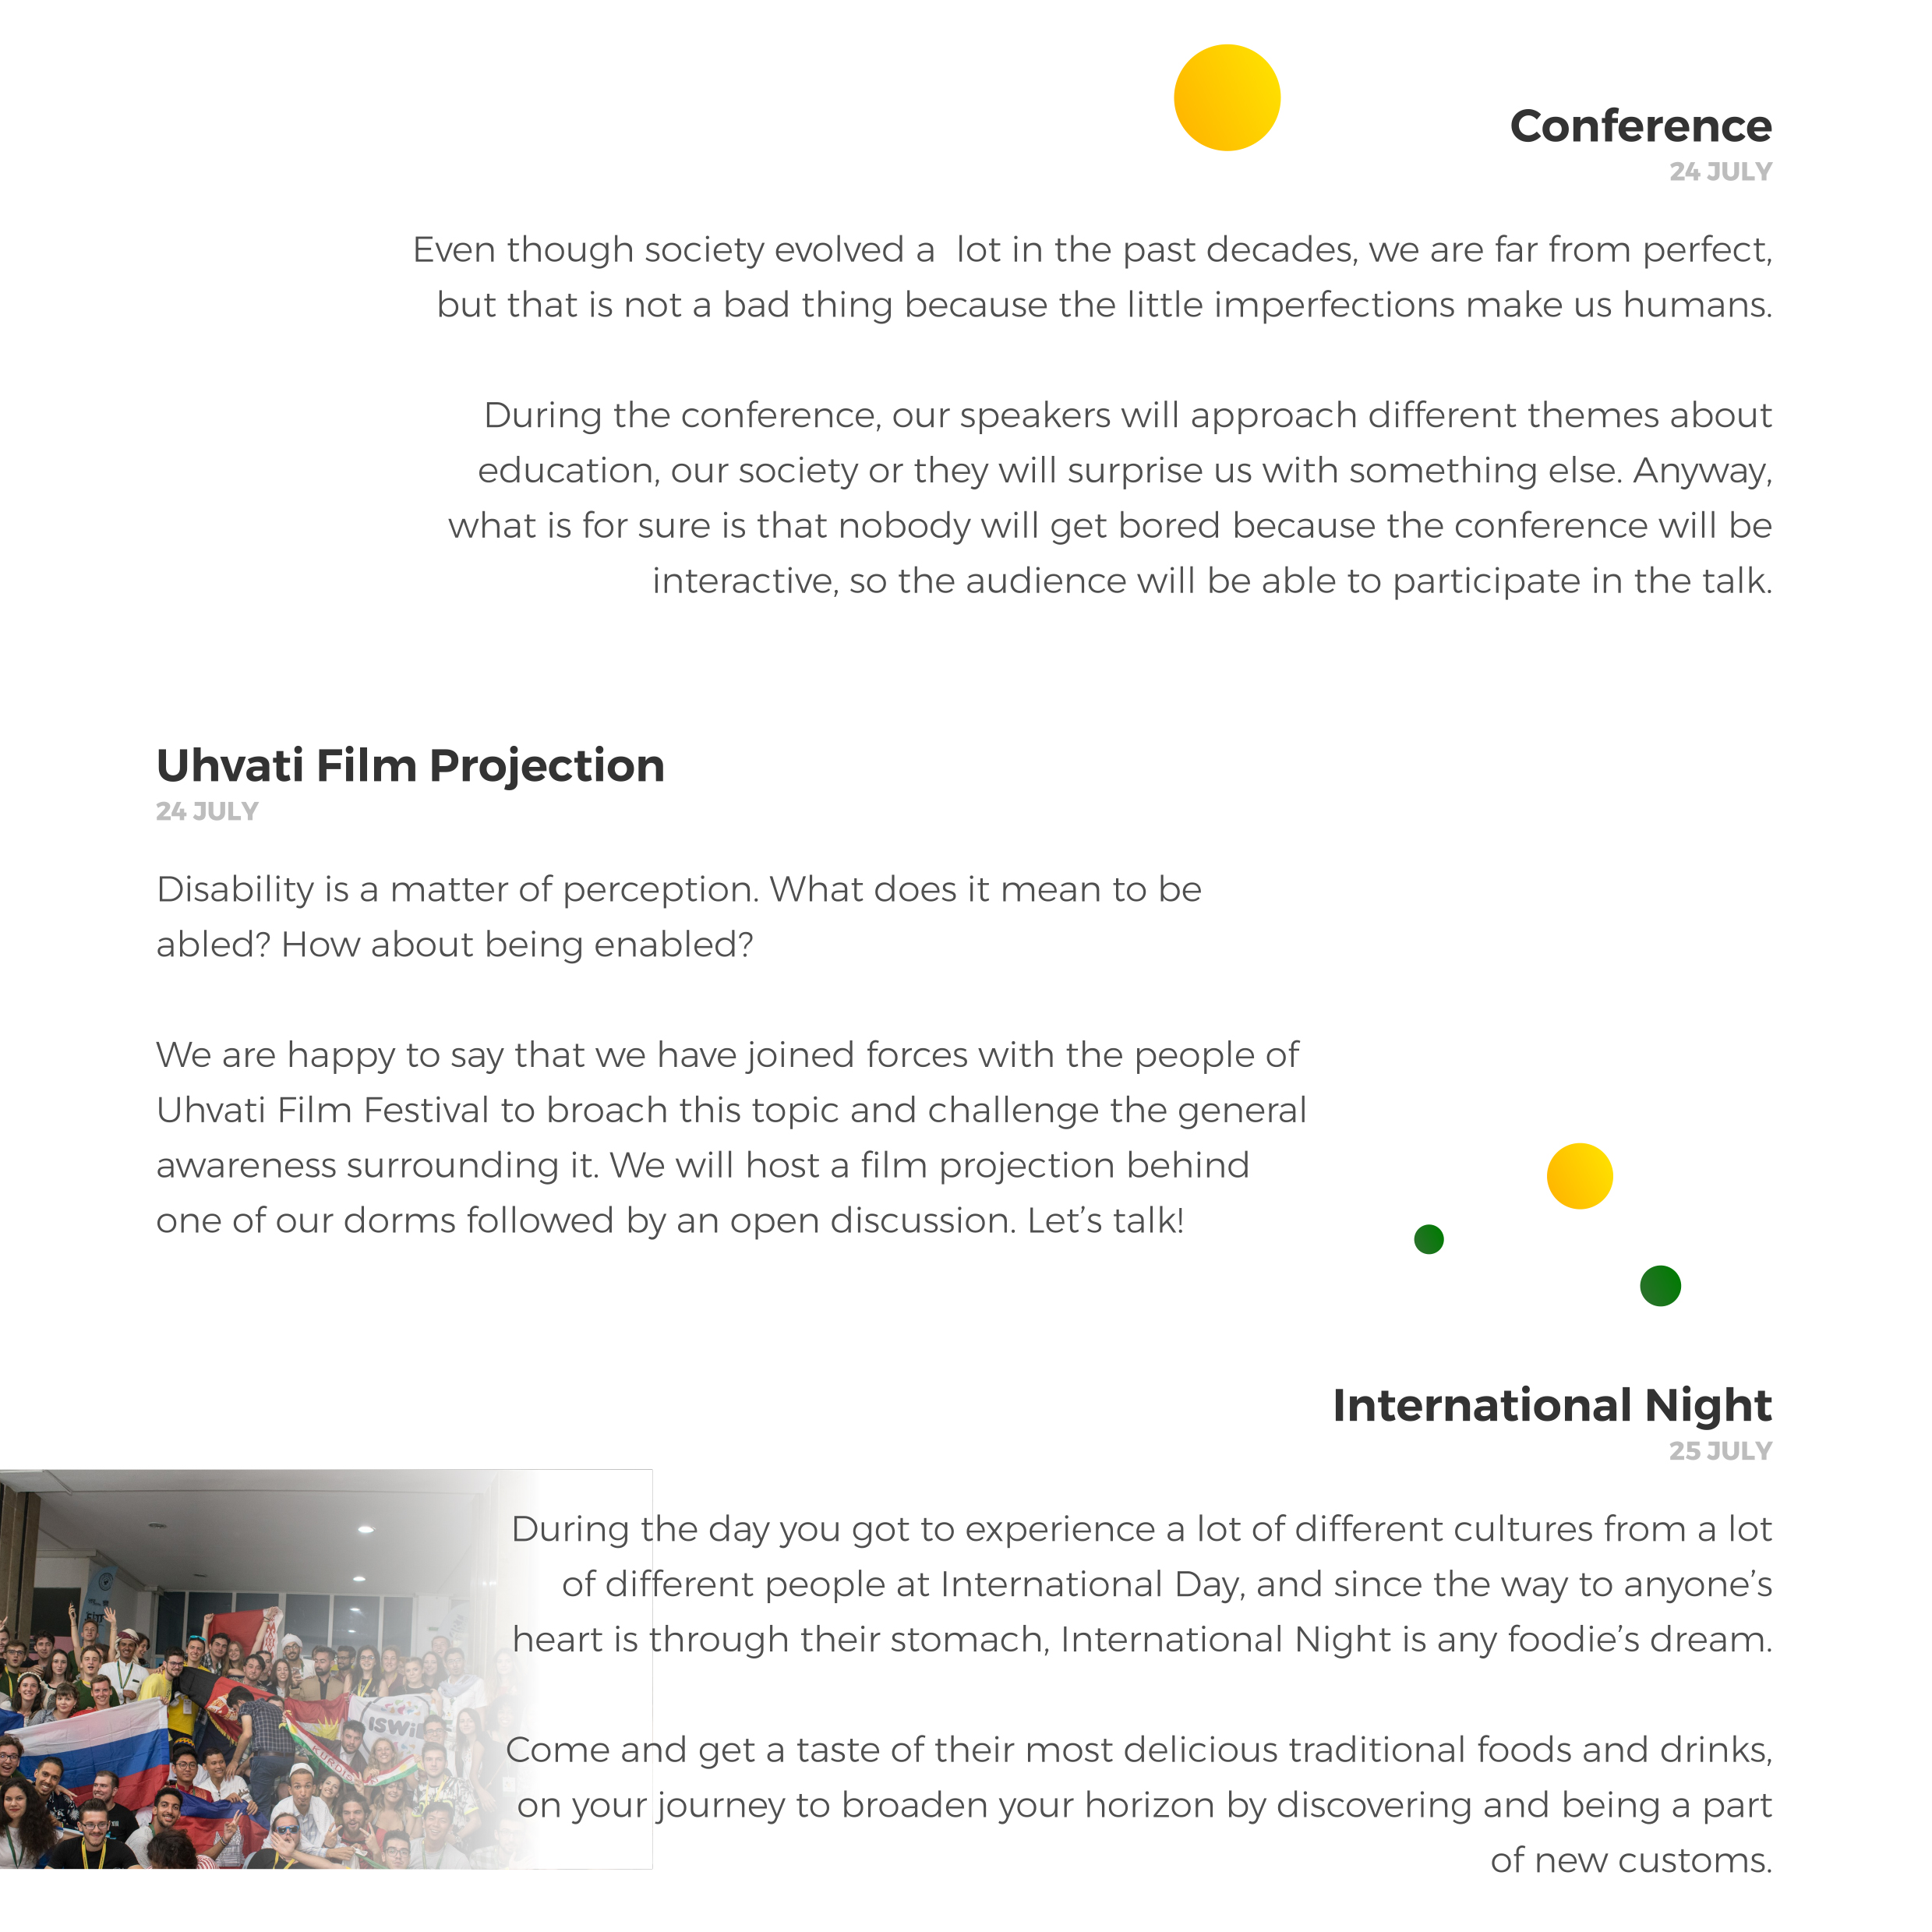 Conference
24 JULY
Even though society evolved a  lot in the past decades, we are far from perfect,
but that is not a bad thing because the little imperfections make us humans.
During the conference, our speakers will approach different themes about
education, our society or they will surprise us with something else. Anyway,
what is for sure is that nobody will get bored because the conference will be
interactive, so the audience will be able to participate in the talk.
Uhvati Film Projection
24 JULY
Disability is a matter of perception. What does it mean to be
abled? How about being enabled?
We are happy to say that we have joined forces with the people of
Uhvati Film Festival to broach this topic and challenge the general
awareness surrounding it. We will host a film projection behind
one of our dorms followed by an open discussion. Let’s talk!
International Night
25 JULY
During the day you got to experience a lot of different cultures from a lot
of different people at International Day, and since the way to anyone’s
heart is through their stomach, International Night is any foodie’s dream.
Come and get a taste of their most delicious traditional foods and drinks,
on your journey to broaden your horizon by discovering and being a part
of new customs.